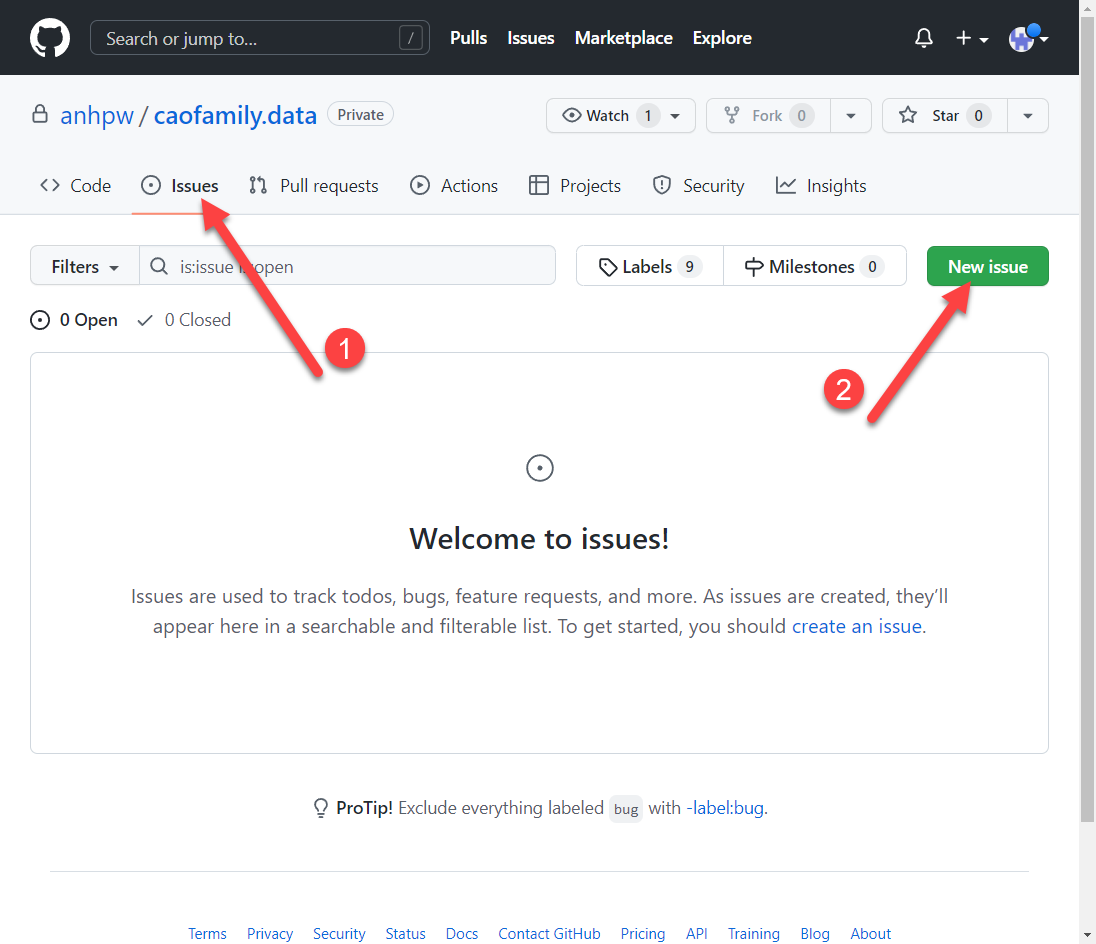 Search or jump to... / Pulls Issues Marketplace Explore
anhpw / caofamily.data Private Watch 1 Fork 0 Star 0
Code Issues Pull requests Actions Projects Security Insights
Filters is:issue is:open Labels 9 Milestones 0 New issue
0 Open 0 Closed
1
2
Welcome to issues!
Issues are used to track todos, bugs, feature requests, and more. As issues are created, they’ll
appear here in a searchable and filterable list. To get started, you should create an issue.
ProTip! Exclude everything labeled bug with -label:bug.
Terms Privacy Security Status Docs Contact GitHub Pricing API Training Blog About